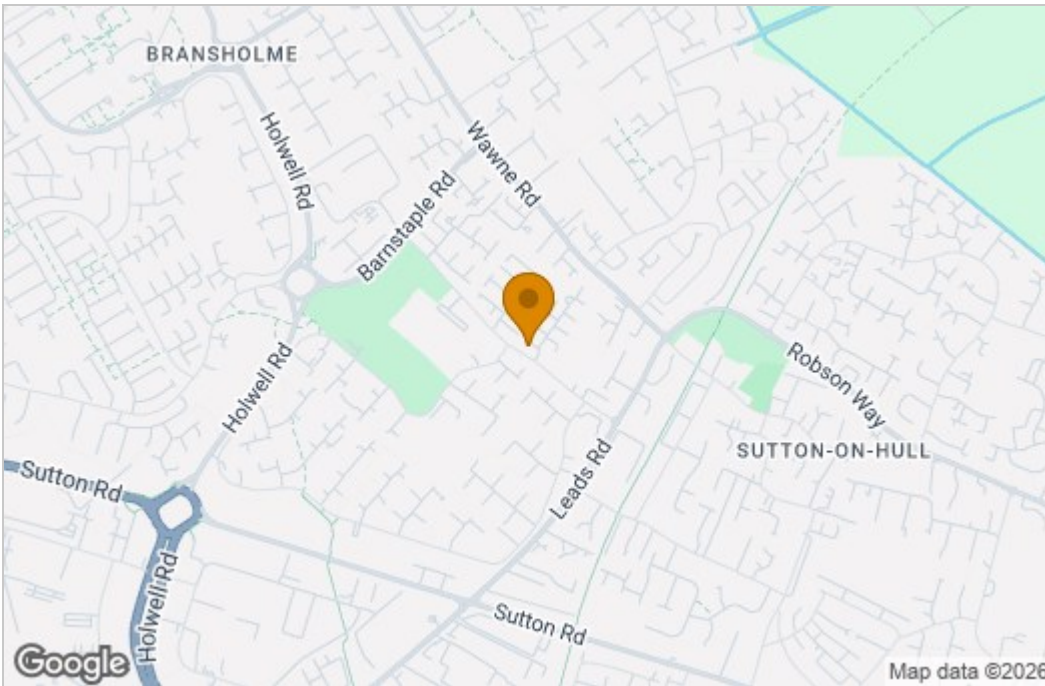 BRANSHOLME
Holwell Rd
Wawne Rd
Barnstaple Rd
Holwell Rd
Robson Way
SUTTON-ON-HULL
Sutton Rd
Leads Rd
Holwell Rd
Sutton Rd
Google
Map data ©2026